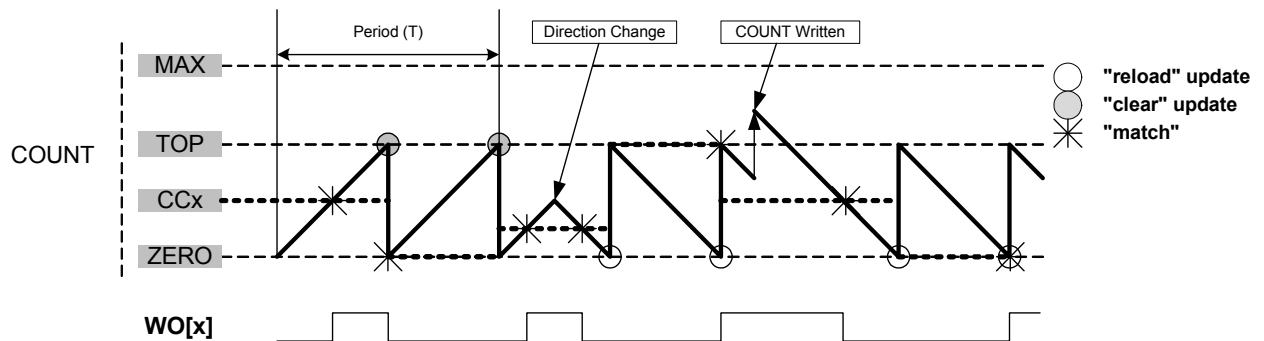 Period (T)
Direction Change
COUNT Written
MAX
"reload" update
"clear" update
"match"
TOP
COUNT
CCx
ZERO
WO[x]